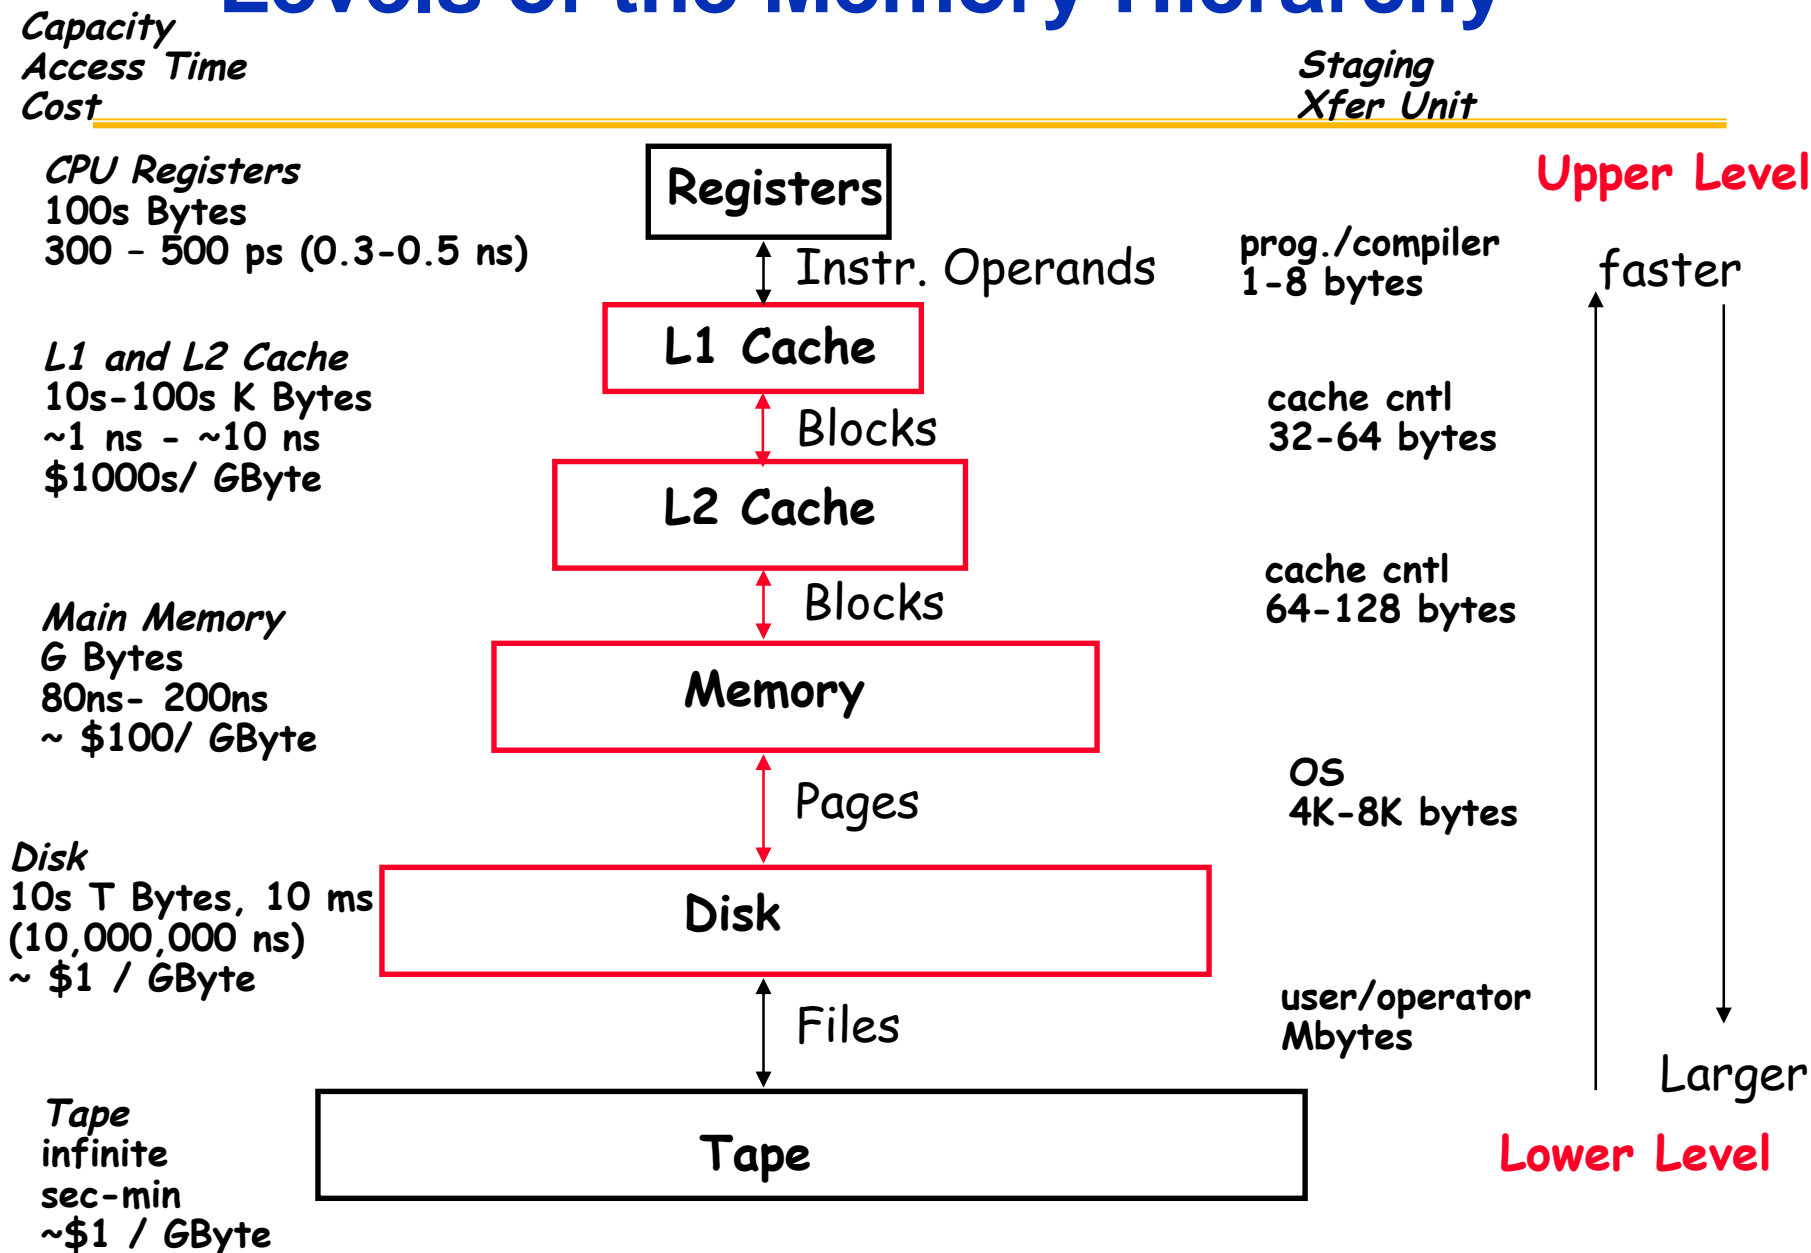 Levels of the Memory Hierarchy
Capacity
Access Time
Cost
Staging
Xfer Unit
CPU Registers
100s Bytes
300 – 500 ps (0.3-0.5 ns)
Registers
Upper Level
Instr. Operands
prog./compiler
1-8 bytes
faster
L1 and L2 Cache
10s-100s K Bytes
~1 ns - ~10 ns
$1000s/ GByte
L1 Cache
Blocks
cache cntl
32-64 bytes
L2 Cache
Blocks
cache cntl
64-128 bytes
Main Memory
G Bytes
80ns- 200ns
~ $100/ GByte
Memory
Pages
OS
4K-8K bytes
Disk
10s T Bytes, 10 ms
(10,000,000 ns)
~ $1 / GByte
Disk
Files
user/operator
Mbytes
Larger
Tape
infinite
sec-min
~$1 / GByte
Tape
Lower Level